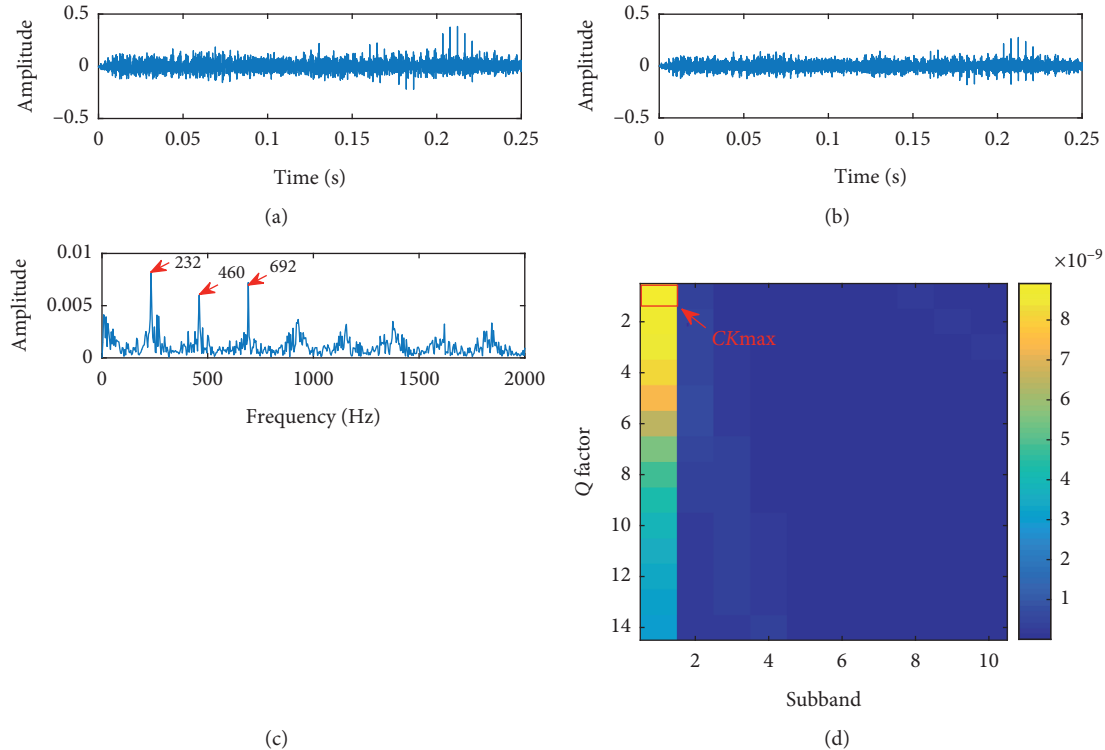 0.5
0
–0.5
Amplitude
0 0.05 0.1 0.15 0.2 0.25
Time (s)
(a)
0.5
0
–0.5
Amplitude
0 0.05 0.1 0.15 0.2 0.25
Time (s)
(b)
0.01
0.005
0
Amplitude
232
460
692
0 500 1000 1500 2000
Frequency (Hz)
(c)
×10⁻⁹
2
4
6
8
10
12
14
Q factor
CKmax
8
7
6
5
4
3
2
1
2 4 6 8 10
Subband
(d)